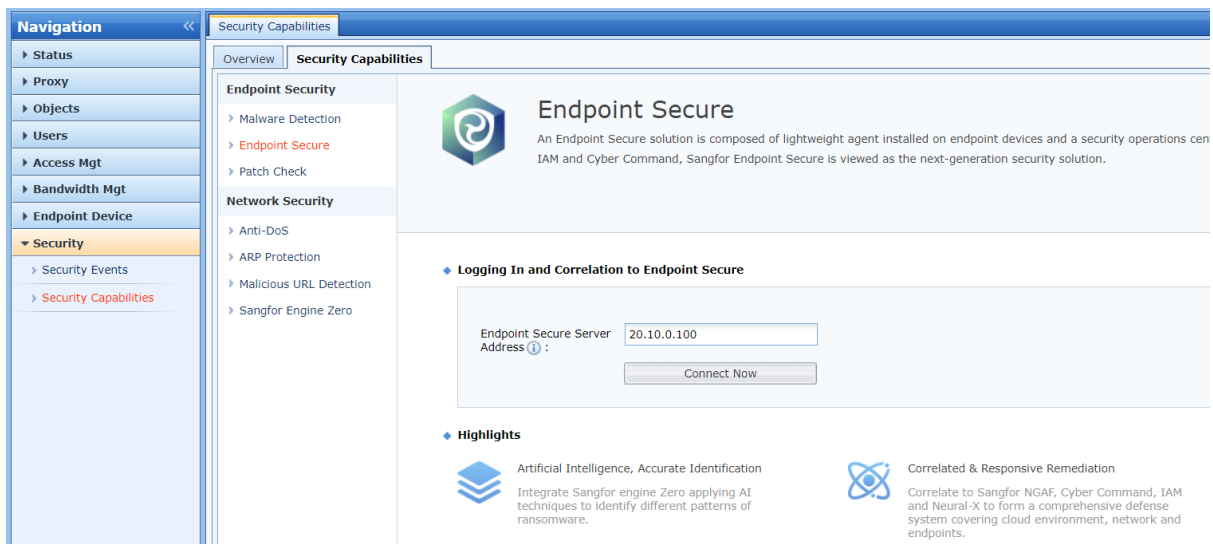 Navigation
Status
Proxy
Objects
Users
Access Mgt
Bandwidth Mgt
Endpoint Device
Security
Security Events
Security Capabilities
Security Capabilities
Overview
Security Capabilities
Endpoint Security
Malware Detection
Endpoint Secure
Patch Check
Network Security
Anti-DoS
ARP Protection
Malicious URL Detection
Sangfor Engine Zero
Endpoint Secure
An Endpoint Secure solution is composed of lightweight agent installed on endpoint devices and a security operations cen
IAM and Cyber Command, Sangfor Endpoint Secure is viewed as the next-generation security solution.
Logging In and Correlation to Endpoint Secure
Endpoint Secure Server
Address :
20.10.0.100
Connect Now
Highlights
Artificial Intelligence, Accurate Identification
Integrate Sangfor engine Zero applying AI
techniques to identify different patterns of
ransomware.
Correlated & Responsive Remediation
Correlate to Sangfor NGAF, Cyber Command, IAM
and Neural-X to form a comprehensive defense
system covering cloud environment, network and
endpoints.